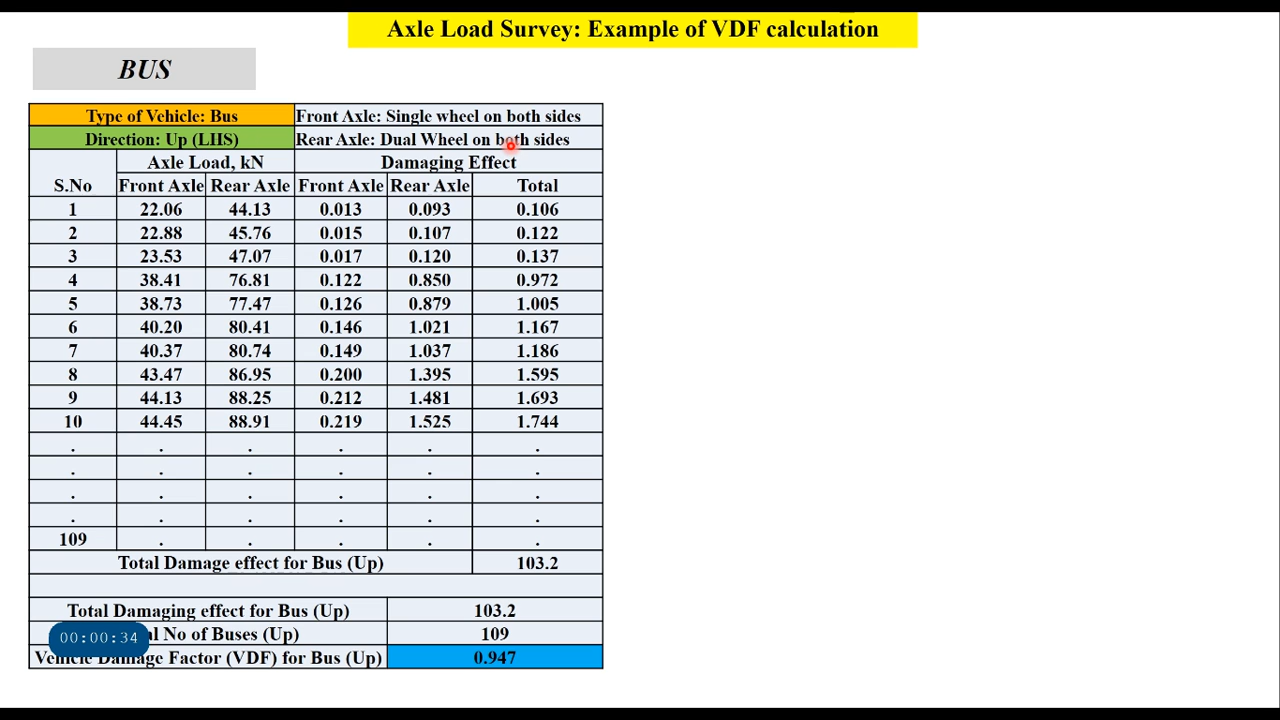 Axle Load Survey: Example of VDF calculation
BUS
Type of Vehicle: Bus Front Axle: Single wheel on both sides
Direction: Up (LHS) Rear Axle: Dual Wheel on both sides
Axle Load, kN Damaging Effect
S.No Front Axle Rear Axle Front Axle Rear Axle Total
1 22.06 44.13 0.013 0.093 0.106
2 22.88 45.76 0.015 0.107 0.122
3 23.53 47.07 0.017 0.120 0.137
4 38.41 76.81 0.122 0.850 0.972
5 38.73 77.47 0.126 0.879 1.005
6 40.20 80.41 0.146 1.021 1.167
7 40.37 80.74 0.149 1.037 1.186
8 43.47 86.95 0.200 1.395 1.595
9 44.13 88.25 0.212 1.481 1.693
10 44.45 88.91 0.219 1.525 1.744
. . . . . .
. . . . . .
. . . . . .
. . . . . .
109 . . . . .
Total Damage effect for Bus (Up) 103.2
Total Damaging effect for Bus (Up) 103.2
00:00:34
No of Buses (Up) 109
Vehicle Damage Factor (VDF) for Bus (Up) 0.947